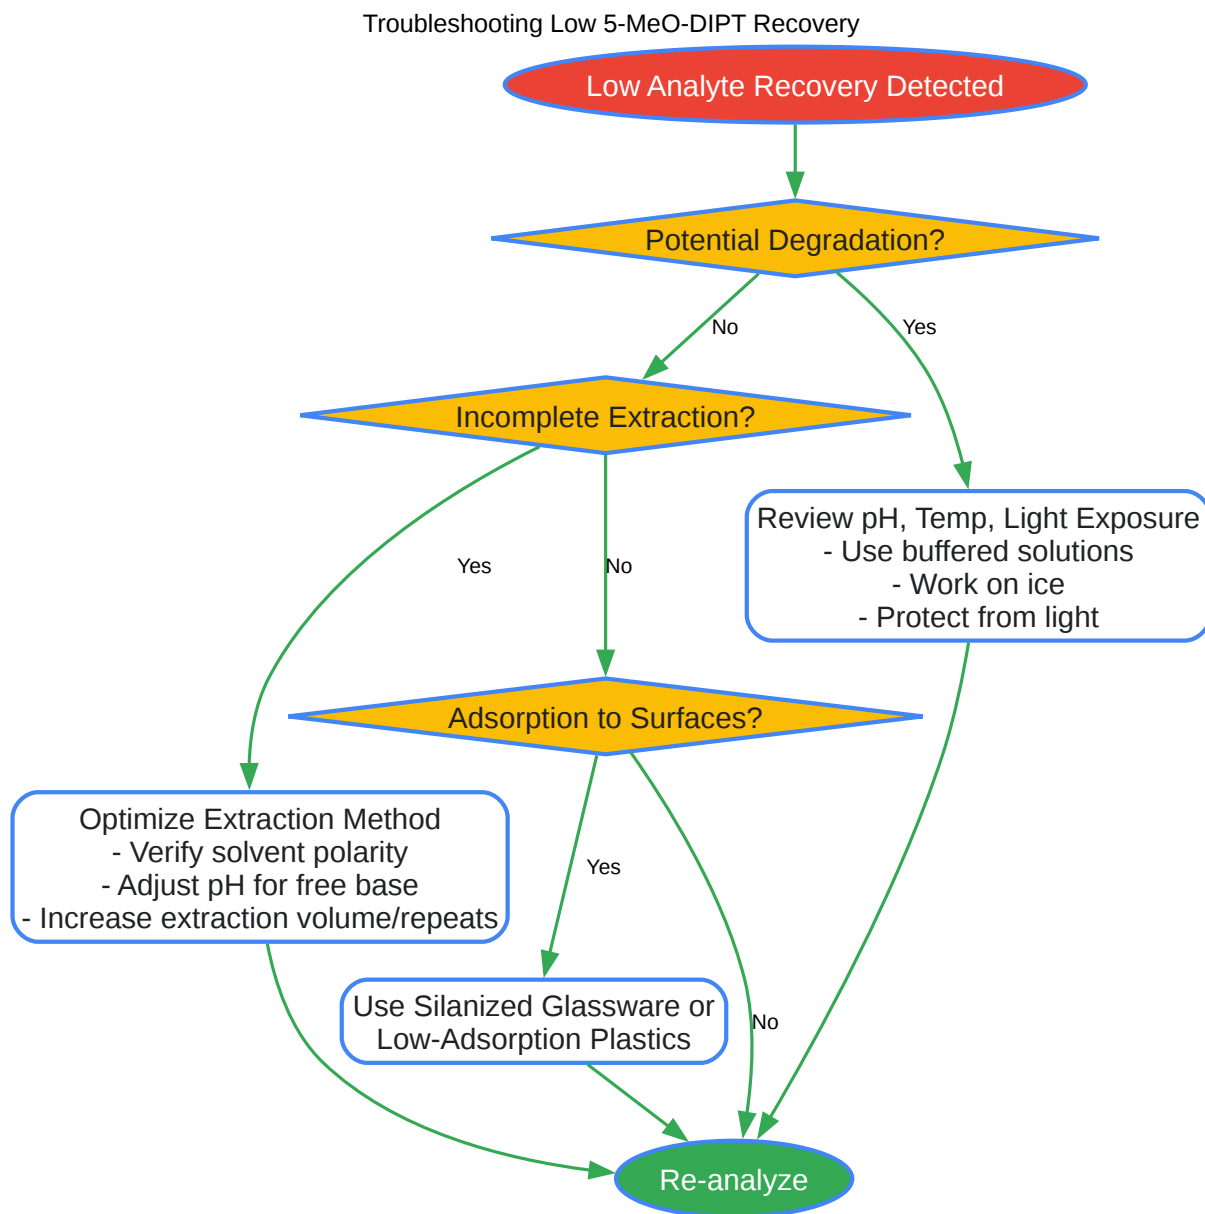 Troubleshooting Low 5-MeO-DIPT Recovery
Low Analyte Recovery Detected
Potential Degradation?
No
Yes
Incomplete Extraction?
Review pH, Temp, Light Exposure
- Use buffered solutions
- Work on ice
- Protect from light
Yes
No
Adsorption to Surfaces?
Optimize Extraction Method
- Verify solvent polarity
- Adjust pH for free base
- Increase extraction volume/repeats
Yes
No
Use Silanized Glassware or
Low-Adsorption Plastics
Re-analyze